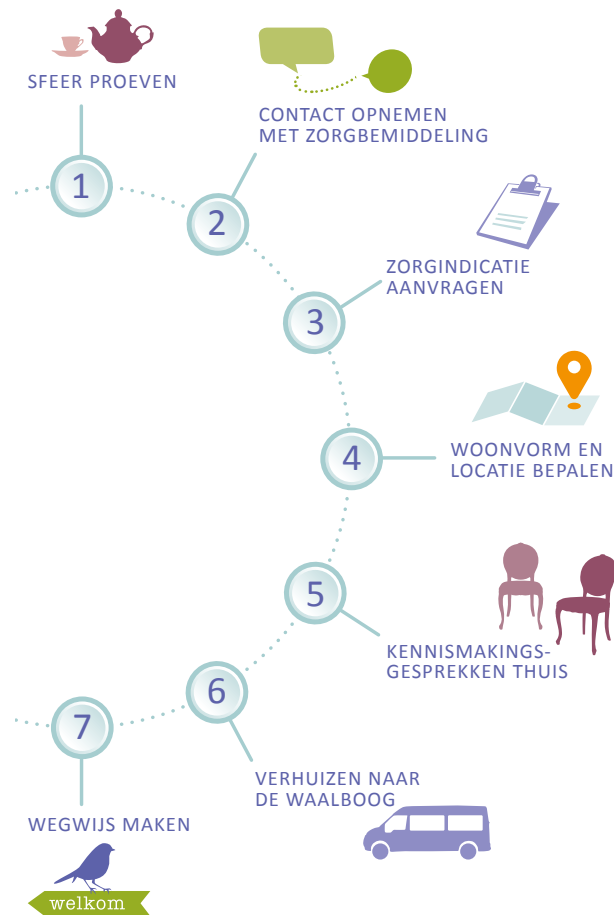 SFEER PROEVEN
1
CONTACT OPNEMEN
MET ZORGBEMIDDELING
2
ZORGINDICATIE
AANVRAGEN
3
WOONVORM EN
LOCATIE BEPALEN
4
KENNISMAKINGS-
GESPREKKEN THUIS
5
VERHUIZEN NAAR
DE WAALBOOG
6
WEGWIJS MAKEN
7
welkom